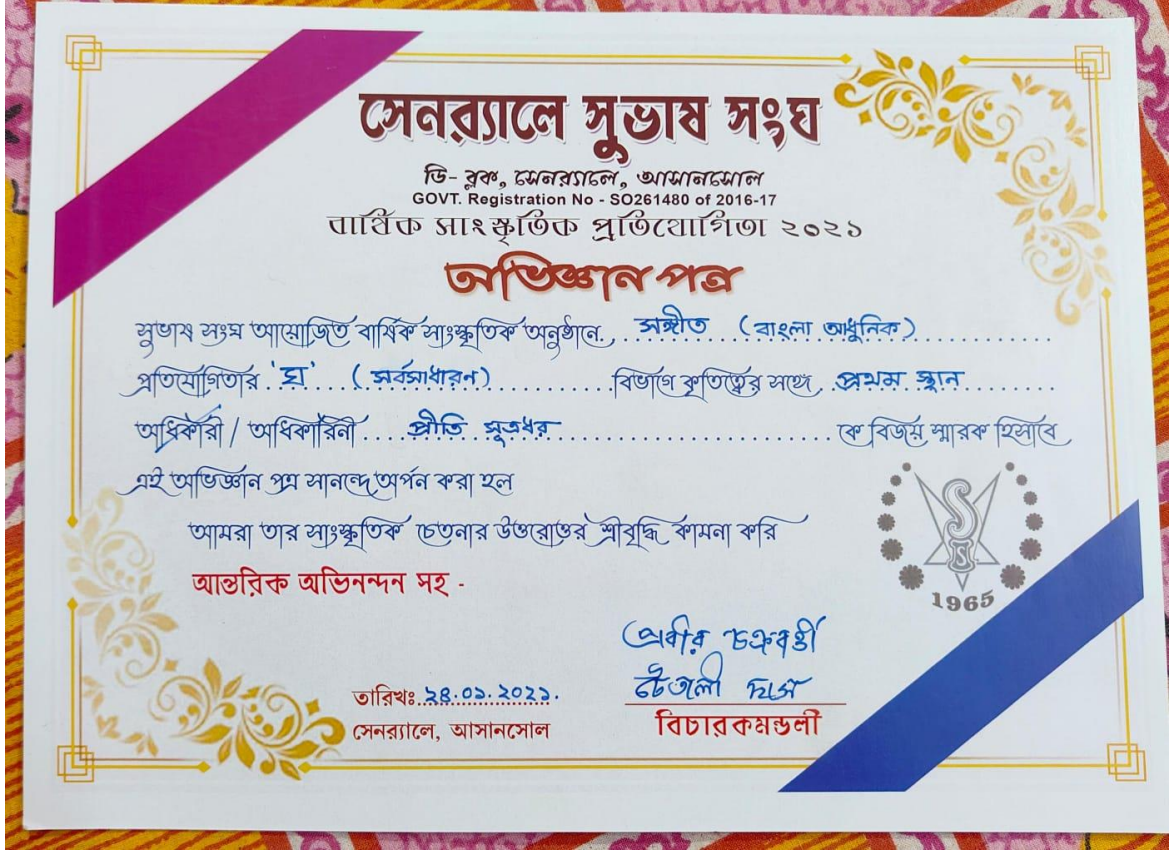 সেনর‍্যালে সুভাষ সংঘ
ডি- ব্লক, সেনর‍্যালে, আসানসোল
GOVT. Registration No - SO261480 of 2016-17
বার্ষিক সাংস্কৃতিক প্রতিযোগিতা ২০২১
অভিজ্ঞান পত্র
সুভাষ সংঘ আয়োজিত বার্ষিক সাংস্কৃতিক অনুষ্ঠানে, সঙ্গীত (বাংলা আধুনিক)
প্রতিযোগিতার 'ঘ' (সর্বসাধারন) বিভাগে কৃতিত্বের সঙ্গে প্রথম স্থান
অধিকারী / অধিকারিনী প্রীতি সূত্রধর কে বিজয় স্মারক হিসাবে
এই অভিজ্ঞান পত্র সানন্দে অর্পন করা হল
আমরা তার সাংস্কৃতিক চেতনার উত্তরোত্তর শ্রীবৃদ্ধি কামনা করি
আন্তরিক অভিনন্দন সহ -
SS
1965
প্রবীর চক্রবর্ত্তী
চৈতালী দাস
তারিখঃ ২৪.০১.২০২১.
সেনর‍্যালে, আসানসোল
বিচারকমন্ডলী